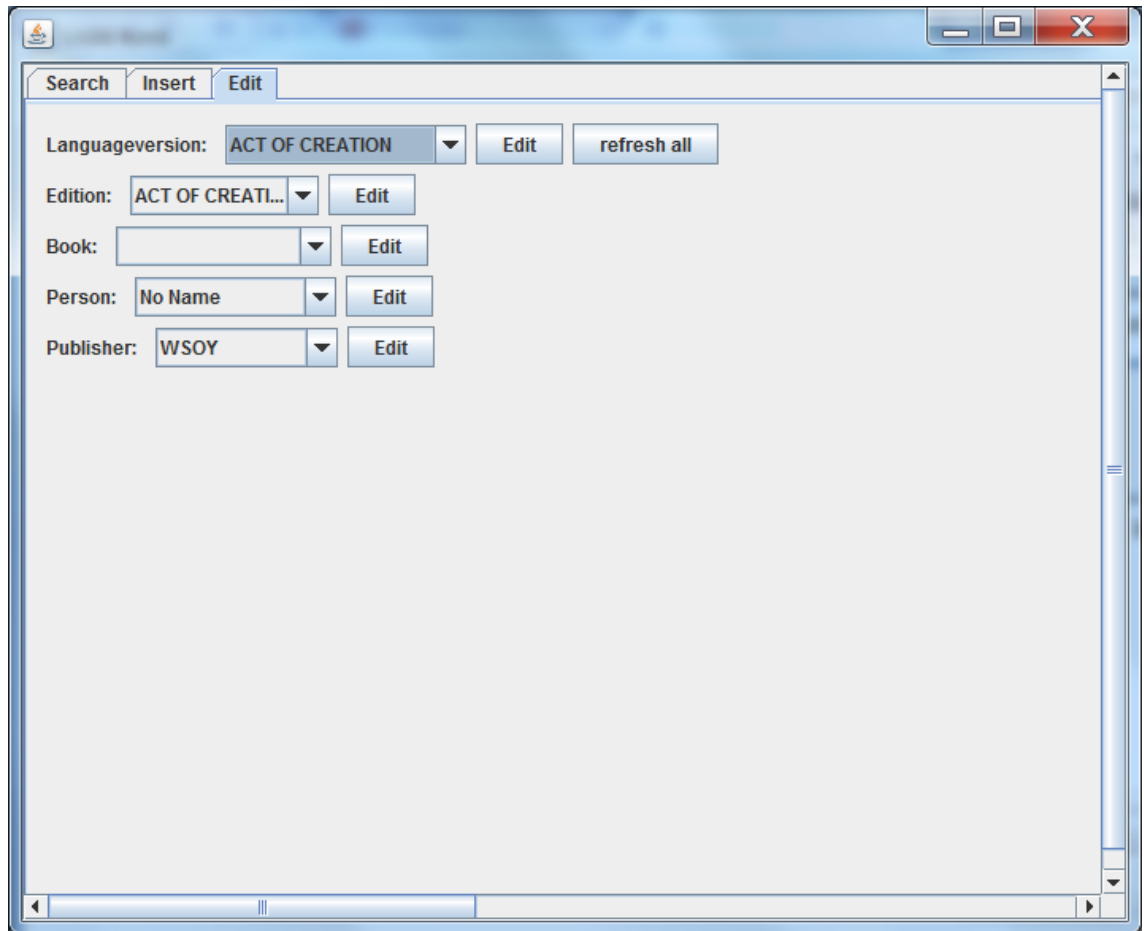 Search Insert Edit
Languageversion: ACT OF CREATION Edit refresh all
Edition: ACT OF CREATI... Edit
Book: Edit
Person: No Name Edit
Publisher: WSOY Edit